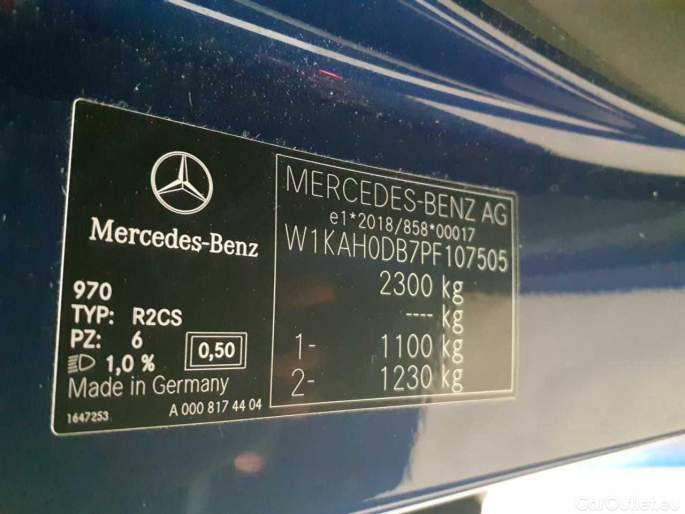 Mercedes-Benz
970
TYP: R2CS
PZ: 6
1,0 %
0,50
Made in Germany
1647253
A 000 817 44 04
MERCEDES-BENZ AG
e1*2018/858*00017
W1KAH0DB7PF107505
2300 kg
---- kg
1- 1100 kg
2- 1230 kg
CarOutlet.eu